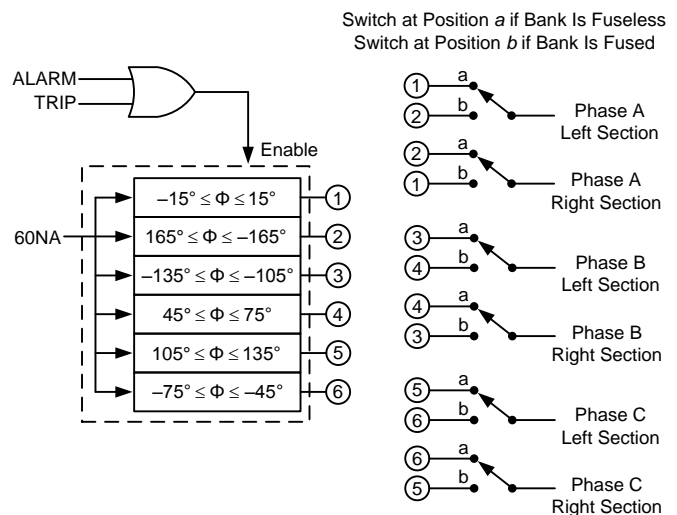 Switch at Position a if Bank Is Fuseless
Switch at Position b if Bank Is Fused
ALARM
TRIP
Enable
60NA
–15° ≤ Φ ≤ 15°
1
165° ≤ Φ ≤ –165°
2
–135° ≤ Φ ≤ –105°
3
45° ≤ Φ ≤ 75°
4
105° ≤ Φ ≤ 135°
5
–75° ≤ Φ ≤ –45°
6
1
a
2
b
Phase A
Left Section
2
a
1
b
Phase A
Right Section
3
a
4
b
Phase B
Left Section
4
a
3
b
Phase B
Right Section
5
a
6
b
Phase C
Left Section
6
a
5
b
Phase C
Right Section